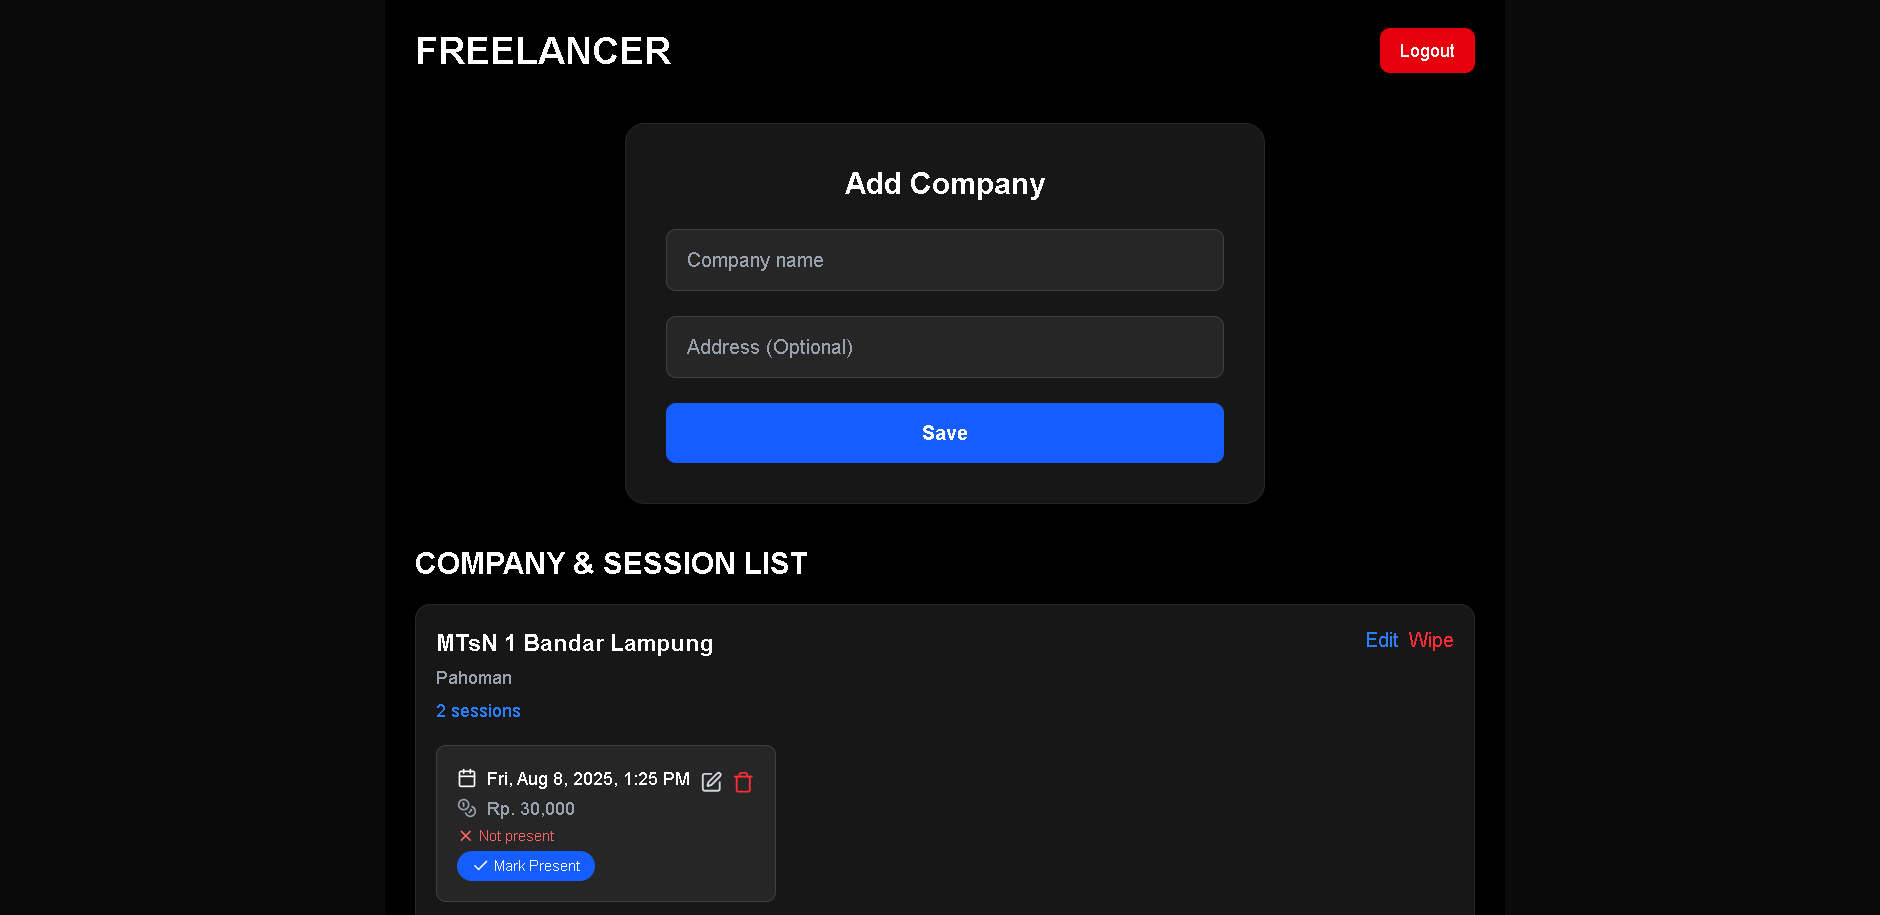 FREELANCER
Logout
Add Company
Company name
Address (Optional)
Save
COMPANY & SESSION LIST
MTsN 1 Bandar Lampung
Edit Wipe
Pahoman
2 sessions
Fri, Aug 8, 2025, 1:25 PM
Rp. 30,000
Not present
Mark Present